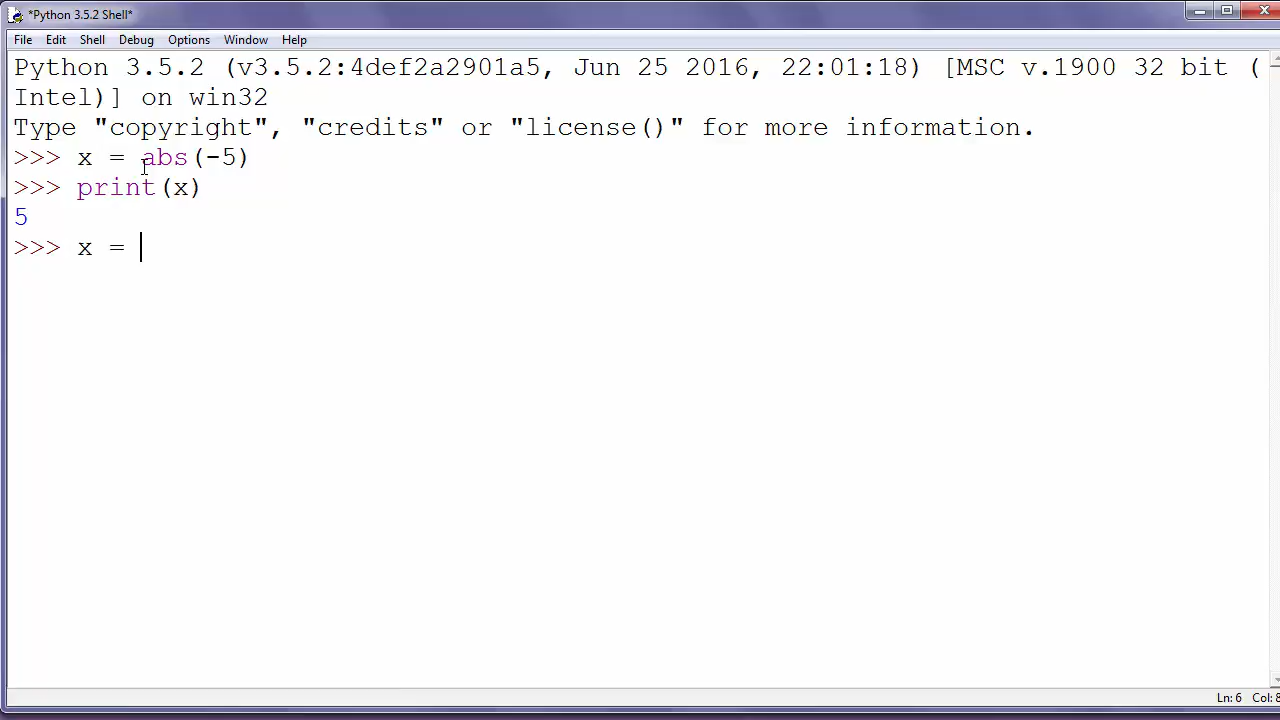 *Python 3.5.2 Shell*
File Edit Shell Debug Options Window Help
Python 3.5.2 (v3.5.2:4def2a2901a5, Jun 25 2016, 22:01:18) [MSC v.1900 32 bit (
Intel)] on win32
Type "copyright", "credits" or "license()" for more information.
>>> x = abs(-5)
>>> print(x)
5
>>> x =
Ln: 6 Col: 8